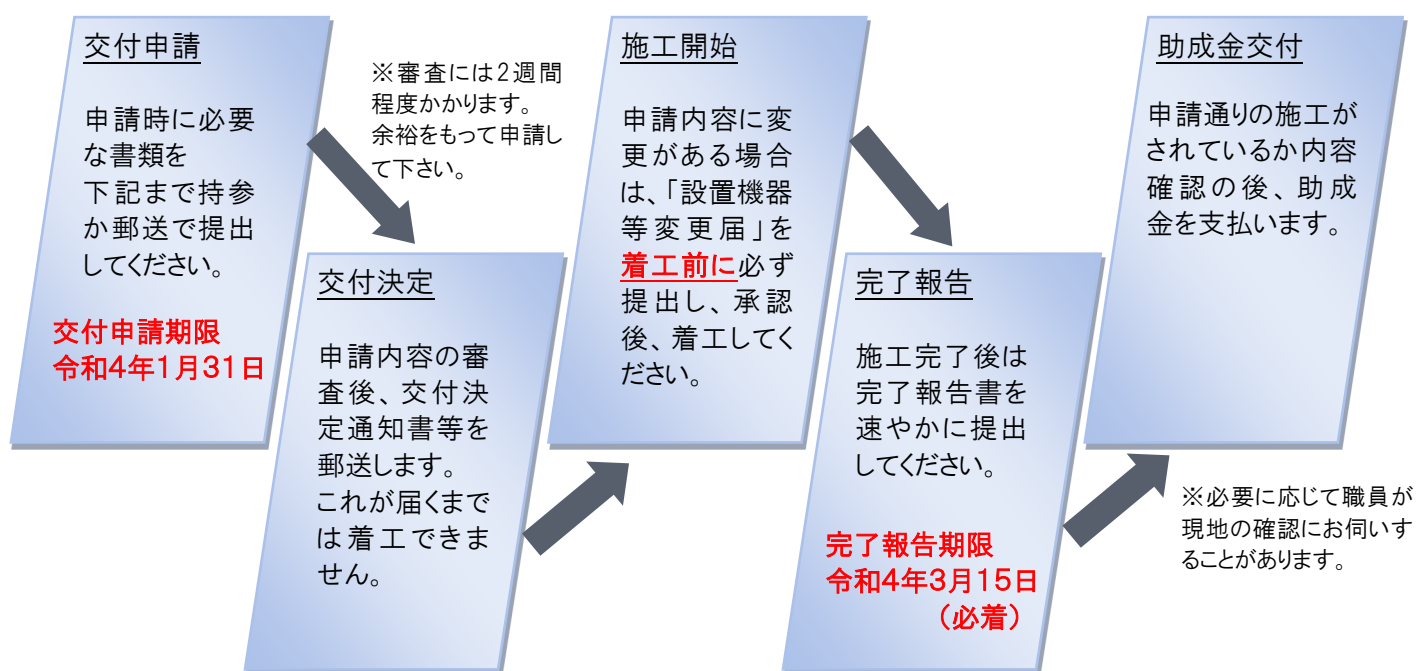 交付申請
申請時に必要
な書類を
下記まで持参
か郵送で提出
してください。
交付申請期限
令和4年1月31日
※審査には2週間
程度かかります。
余裕をもって申請し
て下さい。
交付決定
申請内容の審
査後、交付決
定通知書等を
郵送します。
これが届くまで
は着工できま
せん。
施工開始
申請内容に変
更がある場合
は、「設置機器
等変更届」を
着工前に必ず
提出し、承認
後、着工してく
ださい。
完了報告
施工完了後は
完了報告書を
速やかに提出
してください。
完了報告期限
令和4年3月15日
（必着）
助成金交付
申請通りの施工が
されているか内容
確認の後、助成
金を支払います。
※必要に応じて職員が
現地の確認にお伺いす
ることがあります。